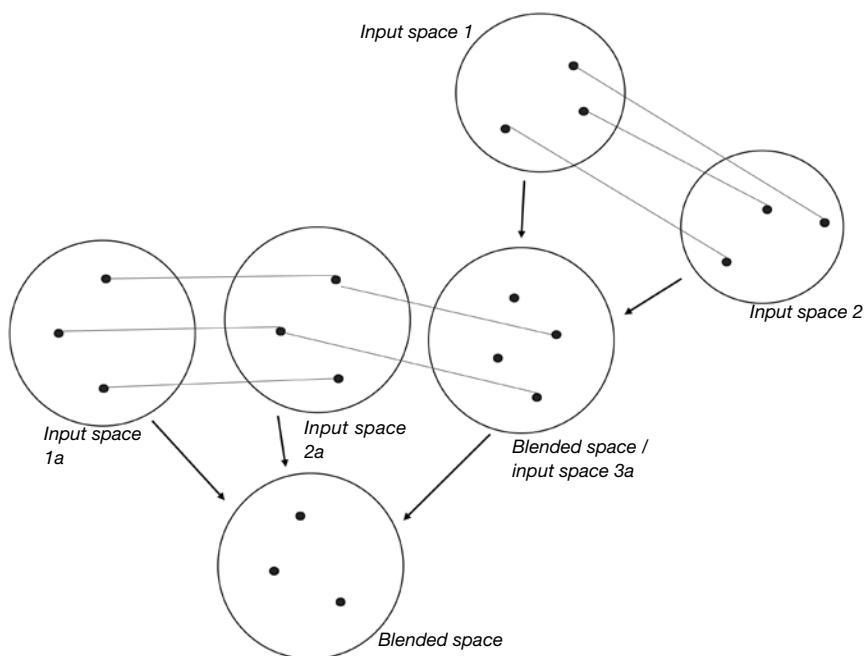 Input space 1
Input space 2
Input space
1a
Input space
2a
Blended space /
input space 3a
Blended space